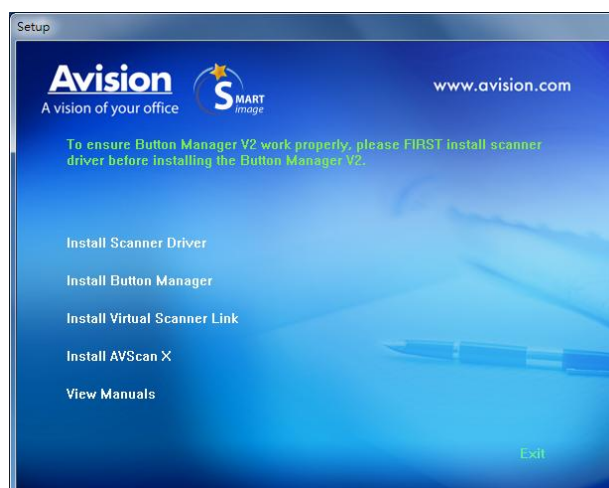 Setup
Avision
A vision of your office
SMART
Image
www.avision.com
To ensure Button Manager V2 work properly, please FIRST install scanner
driver before installing the Button Manager V2.
Install Scanner Driver
Install Button Manager
Install Virtual Scanner Link
Install AVScan X
View Manuals
Exit